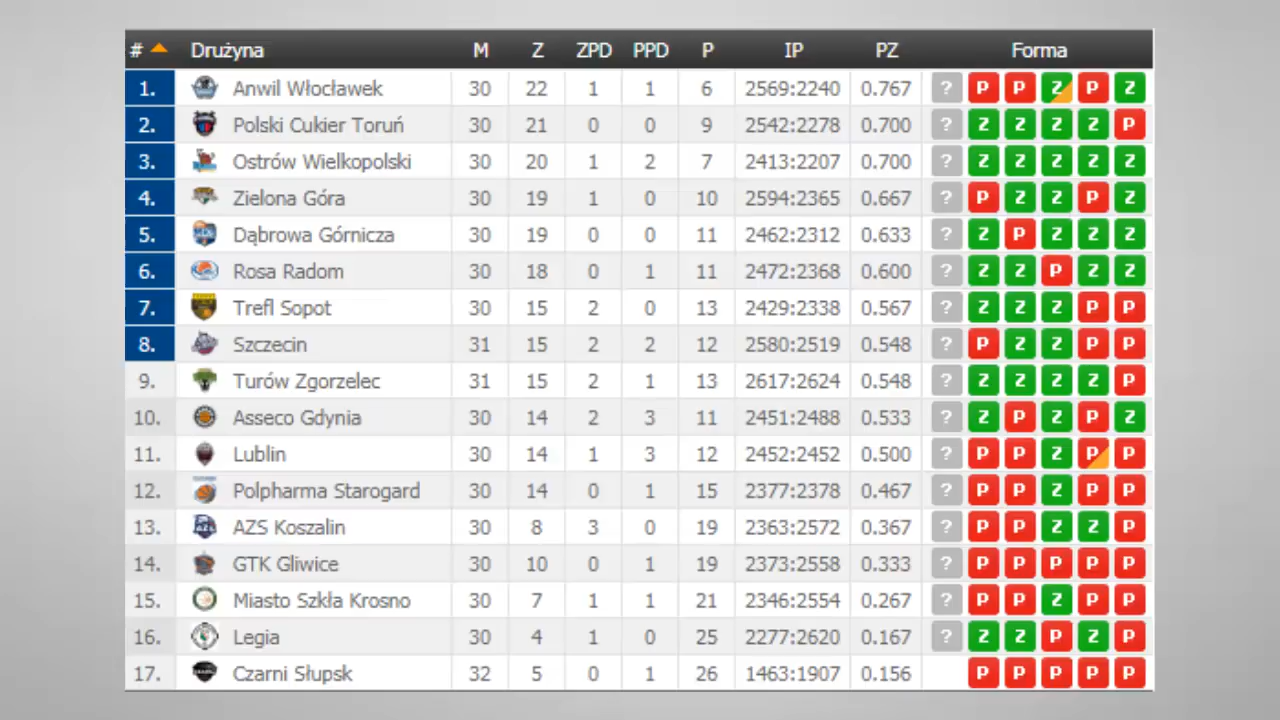 # Drużyna M Z ZPD PPD P IP PZ Forma
1. Anwil Włocławek 30 22 1 1 6 2569:2240 0.767 ? P P Z P Z
2. Polski Cukier Toruń 30 21 0 0 9 2542:2278 0.700 ? Z Z Z Z P
3. Ostrów Wielkopolski 30 20 1 2 7 2413:2207 0.700 ? Z Z Z Z Z
4. Zielona Góra 30 19 1 0 10 2594:2365 0.667 ? P Z Z P Z
5. Dąbrowa Górnicza 30 19 0 0 11 2462:2312 0.633 ? Z P Z Z Z
6. Rosa Radom 30 18 0 1 11 2472:2368 0.600 ? Z Z P Z Z
7. Trefl Sopot 30 15 2 0 13 2429:2338 0.567 ? Z Z Z P P
8. Szczecin 31 15 2 2 12 2580:2519 0.548 ? P Z Z P P
9. Turów Zgorzelec 31 15 2 1 13 2617:2624 0.548 ? Z Z Z Z P
10. Asseco Gdynia 30 14 2 3 11 2451:2488 0.533 ? Z P Z P Z
11. Lublin 30 14 1 3 12 2452:2452 0.500 ? P P Z P P
12. Polpharma Starogard 30 14 0 1 15 2377:2378 0.467 ? P P Z P P
13. AZS Koszalin 30 8 3 0 19 2363:2572 0.367 ? P P Z Z P
14. GTK Gliwice 30 10 0 1 19 2373:2558 0.333 ? P P P P P
15. Miasto Szkła Krosno 30 7 1 1 21 2346:2554 0.267 ? P P Z P P
16. Legia 30 4 1 0 25 2277:2620 0.167 ? Z Z P Z P
17. Czarni Słupsk 32 5 0 1 26 1463:1907 0.156 P P P P P